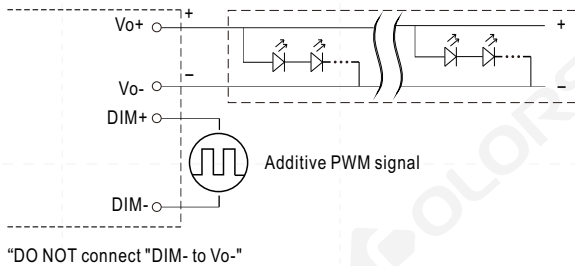 Vo+ + +
Vo- – –
DIM+
Additive PWM signal
DIM-
“DO NOT connect "DIM- to Vo-"